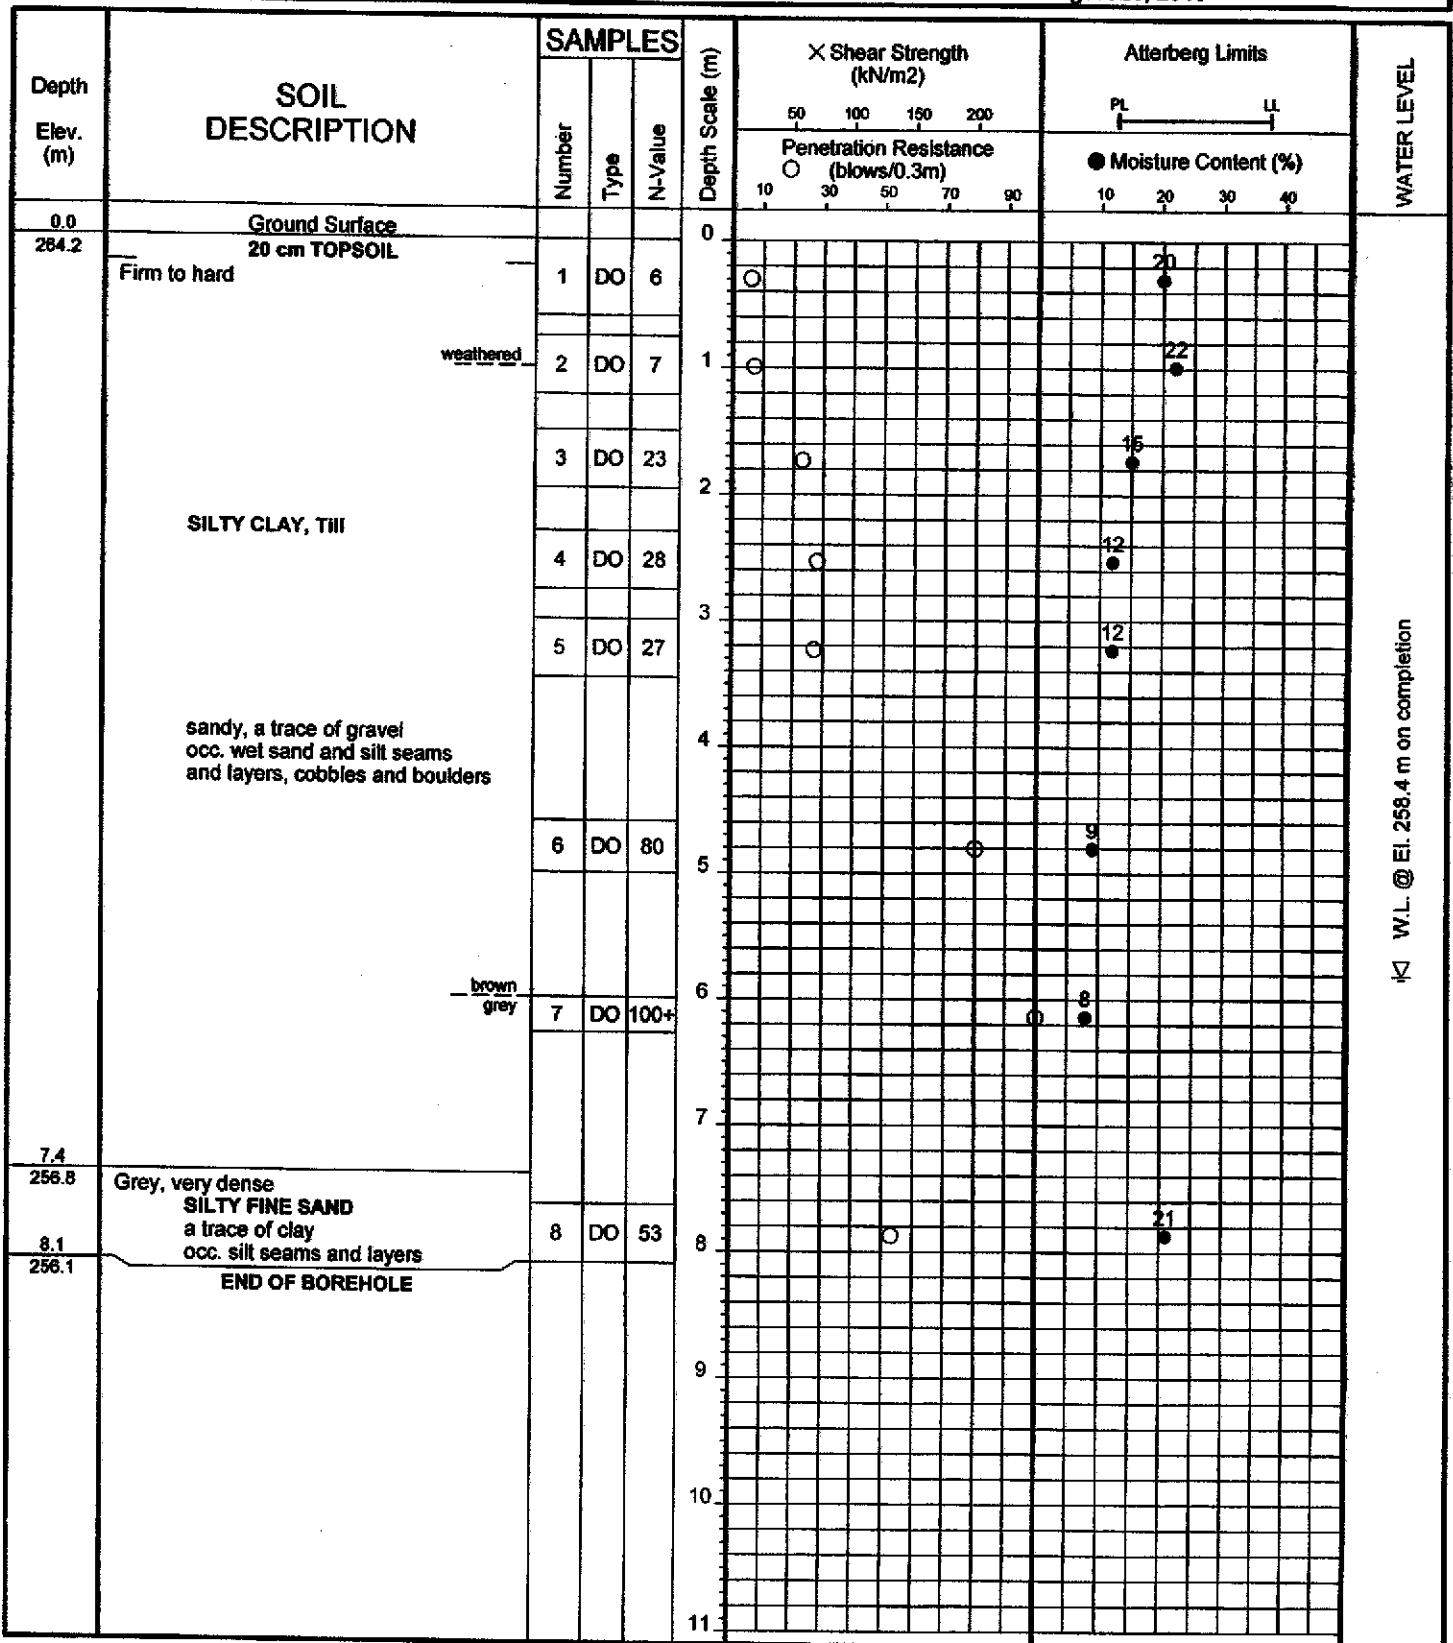 Depth
Elev.
(m)
SOIL
DESCRIPTION
SAMPLES
Number
Type
N-Value
Depth Scale (m)
× Shear Strength
(kN/m2)
50 100 150 200
Penetration Resistance
○ (blows/0.3m)
10 30 50 70 90
Atterberg Limits
PL LL
● Moisture Content (%)
10 20 30 40
WATER LEVEL
0.0
Ground Surface
0
264.2
20 cm TOPSOIL
Firm to hard
1 DO 6
20
weathered
2 DO 7
1
22
3 DO 23
15
2
SILTY CLAY, Till
4 DO 28
12
3
5 DO 27
12
sandy, a trace of gravel
occ. wet sand and silt seams
and layers, cobbles and boulders
4
6 DO 80
9
5
brown
grey
6
7 DO 100+
8
W.L. @ El. 258.4 m on completion
7
7.4
256.8
Grey, very dense
SILTY FINE SAND
a trace of clay
occ. silt seams and layers
8 DO 53
21
8
8.1
256.1
END OF BOREHOLE
9
10
11